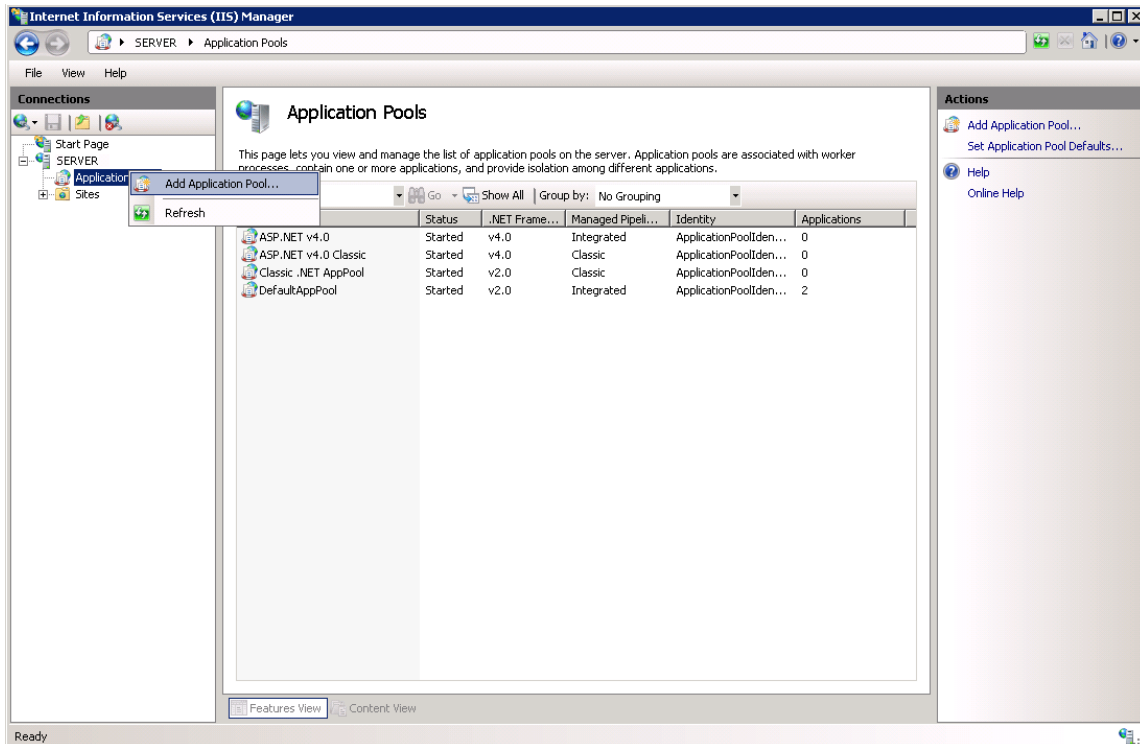 Internet Information Services (IIS) Manager
SERVER Application Pools
File View Help
Connections
Start Page
SERVER
Application
Sites
Add Application Pool...
Refresh
Application Pools
This page lets you view and manage the list of application pools on the server. Application pools are associated with worker
processes, contain one or more applications, and provide isolation among different applications.
Go Show All Group by: No Grouping
Status .NET Frame... Managed Pipeli... Identity Applications
ASP.NET v4.0 Started v4.0 Integrated ApplicationPoolIden... 0
ASP.NET v4.0 Classic Started v4.0 Classic ApplicationPoolIden... 0
Classic .NET AppPool Started v2.0 Classic ApplicationPoolIden... 0
DefaultAppPool Started v2.0 Integrated ApplicationPoolIden... 2
Features View Content View
Actions
Add Application Pool...
Set Application Pool Defaults...
Help
Online Help
Ready